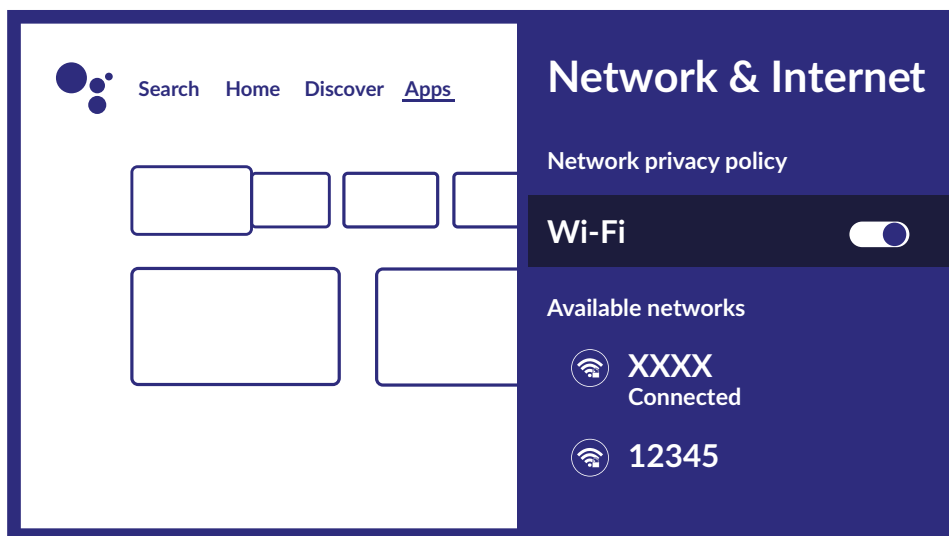 Search Home Discover Apps
Network & Internet
Network privacy policy
Wi-Fi
Available networks
XXXX
Connected
12345